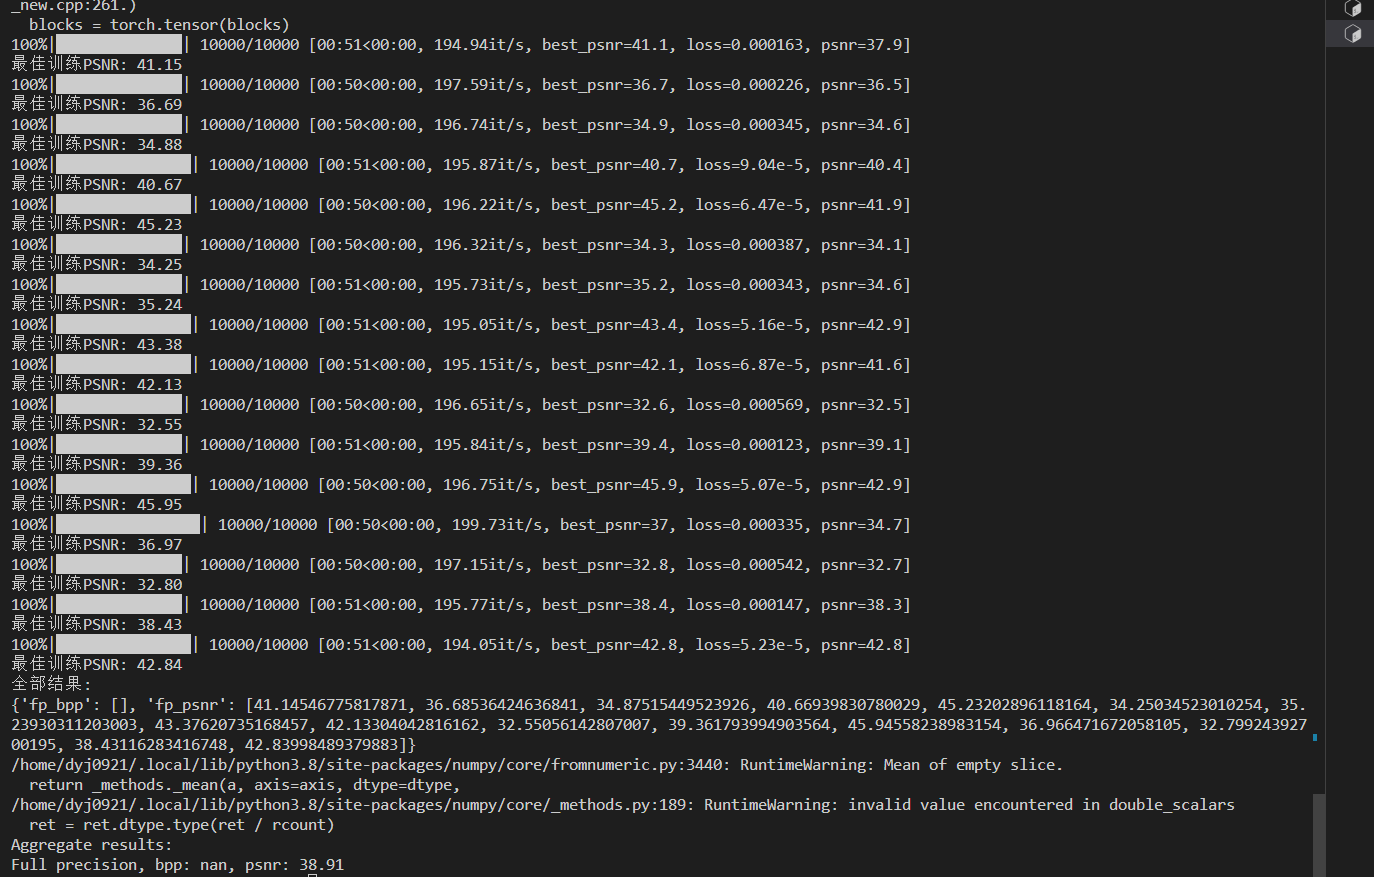 _new.cpp:261.)
  blocks = torch.tensor(blocks)
100%|██████████████| 10000/10000 [00:51<00:00, 194.94it/s, best_psnr=41.1, loss=0.000163, psnr=37.9]
最佳训练PSNR: 41.15
100%|██████████████| 10000/10000 [00:50<00:00, 197.59it/s, best_psnr=36.7, loss=0.000226, psnr=36.5]
最佳训练PSNR: 36.69
100%|██████████████| 10000/10000 [00:50<00:00, 196.74it/s, best_psnr=34.9, loss=0.000345, psnr=34.6]
最佳训练PSNR: 34.88
100%|███████████████| 10000/10000 [00:51<00:00, 195.87it/s, best_psnr=40.7, loss=9.04e-5, psnr=40.4]
最佳训练PSNR: 40.67
100%|███████████████| 10000/10000 [00:50<00:00, 196.22it/s, best_psnr=45.2, loss=6.47e-5, psnr=41.9]
最佳训练PSNR: 45.23
100%|██████████████| 10000/10000 [00:50<00:00, 196.32it/s, best_psnr=34.3, loss=0.000387, psnr=34.1]
最佳训练PSNR: 34.25
100%|██████████████| 10000/10000 [00:51<00:00, 195.73it/s, best_psnr=35.2, loss=0.000343, psnr=34.6]
最佳训练PSNR: 35.24
100%|███████████████| 10000/10000 [00:51<00:00, 195.05it/s, best_psnr=43.4, loss=5.16e-5, psnr=42.9]
最佳训练PSNR: 43.38
100%|███████████████| 10000/10000 [00:51<00:00, 195.15it/s, best_psnr=42.1, loss=6.87e-5, psnr=41.6]
最佳训练PSNR: 42.13
100%|██████████████| 10000/10000 [00:50<00:00, 196.65it/s, best_psnr=32.6, loss=0.000569, psnr=32.5]
最佳训练PSNR: 32.55
100%|██████████████| 10000/10000 [00:51<00:00, 195.84it/s, best_psnr=39.4, loss=0.000123, psnr=39.1]
最佳训练PSNR: 39.36
100%|███████████████| 10000/10000 [00:50<00:00, 196.75it/s, best_psnr=45.9, loss=5.07e-5, psnr=42.9]
最佳训练PSNR: 45.95
100%|████████████████| 10000/10000 [00:50<00:00, 199.73it/s, best_psnr=37, loss=0.000335, psnr=34.7]
最佳训练PSNR: 36.97
100%|██████████████| 10000/10000 [00:50<00:00, 197.15it/s, best_psnr=32.8, loss=0.000542, psnr=32.7]
最佳训练PSNR: 32.80
100%|██████████████| 10000/10000 [00:51<00:00, 195.77it/s, best_psnr=38.4, loss=0.000147, psnr=38.3]
最佳训练PSNR: 38.43
100%|███████████████| 10000/10000 [00:51<00:00, 194.05it/s, best_psnr=42.8, loss=5.23e-5, psnr=42.8]
最佳训练PSNR: 42.84
全部结果:
{'fp_bpp': [], 'fp_psnr': [41.14546775817871, 36.68536424636841, 34.87515449523926, 40.66939830780029, 45.23202896118164, 34.25034523010254, 35.
23930311203003, 43.37620735168457, 42.13304042816162, 32.55056142807007, 39.361793994903564, 45.94558238983154, 36.966471672058105, 32.799243927
00195, 38.43116283416748, 42.83998489379883]}
/home/dyj0921/.local/lib/python3.8/site-packages/numpy/core/fromnumeric.py:3440: RuntimeWarning: Mean of empty slice.
  return _methods._mean(a, axis=axis, dtype=dtype,
/home/dyj0921/.local/lib/python3.8/site-packages/numpy/core/_methods.py:189: RuntimeWarning: invalid value encountered in double_scalars
  ret = ret.dtype.type(ret / rcount)
Aggregate results:
Full precision, bpp: nan, psnr: 38.91